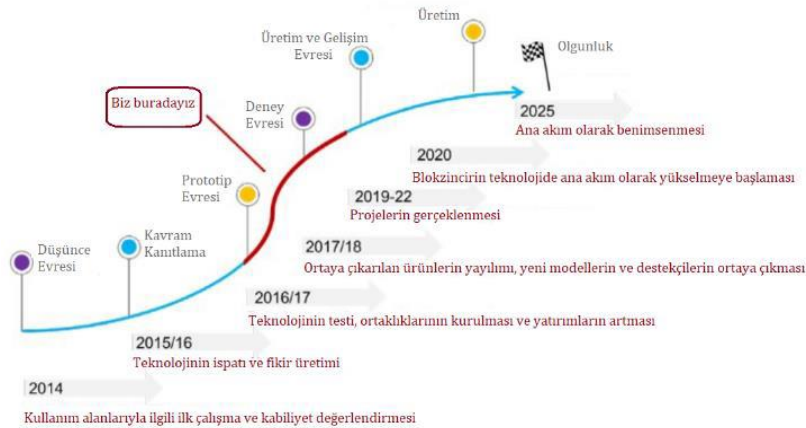 Üretim
Üretim ve Gelişim
Evresi
Olgunluk
Biz buradayız
Deney
Evresi
2025
Ana akım olarak benimsenmesi
2020
Blokzincirin teknolojide ana akım olarak yükselmeye başlaması
Prototip
Evresi
2019-22
Projelerin gerçeklenmesi
Düşünce
Evresi
Kavram
Kanıtlama
2017/18
Ortaya çıkarılan ürünlerin yayılımı, yeni modellerin ve destekçilerin ortaya çıkması
2016/17
Teknolojinin testi, ortaklıklarının kurulması ve yatırımların artması
2015/16
Teknolojinin ispatı ve fikir üretimi
2014
Kullanım alanlarıyla ilgili ilk çalışma ve kabiliyet değerlendirmesi